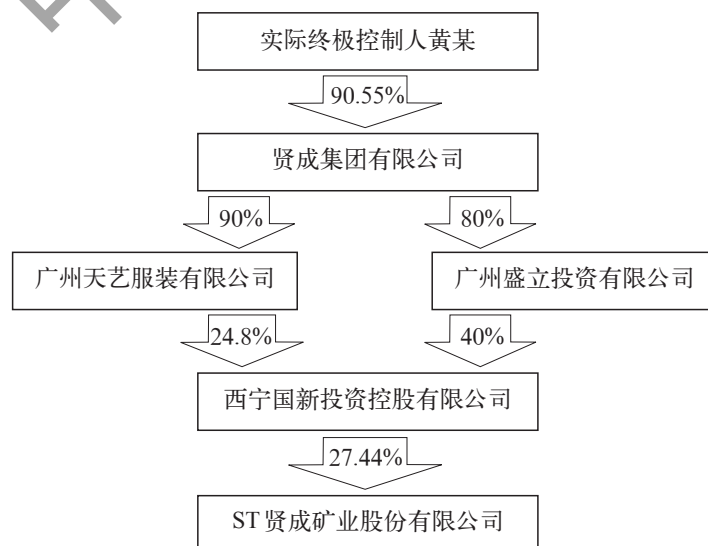 实际终极控制人黄某
90.55%
贤成集团有限公司
90%
80%
广州天艺服装有限公司
广州盛立投资有限公司
24.8%
40%
西宁国新投资控股有限公司
27.44%
ST贤成矿业股份有限公司